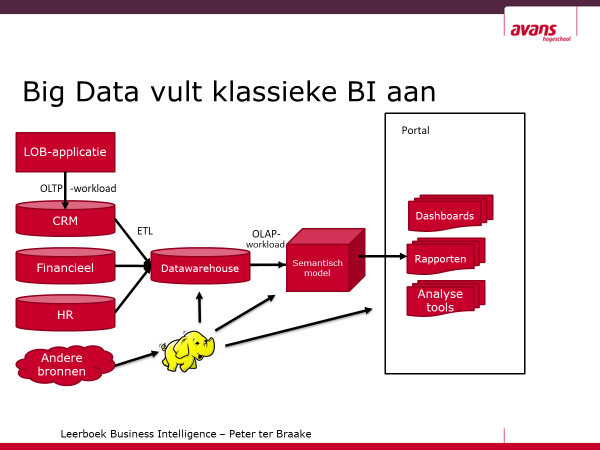 avans
hogeschool
Big Data vult klassieke BI aan
Portal
LOB-applicatie
OLTP -workload
CRM
ETL
OLAP-
workload
Dashboards
Financieel
Datawarehouse
Semantisch
model
Rapporten
HR
Analyse
tools
Andere
bronnen
Leerboek Business Intelligence – Peter ter Braake